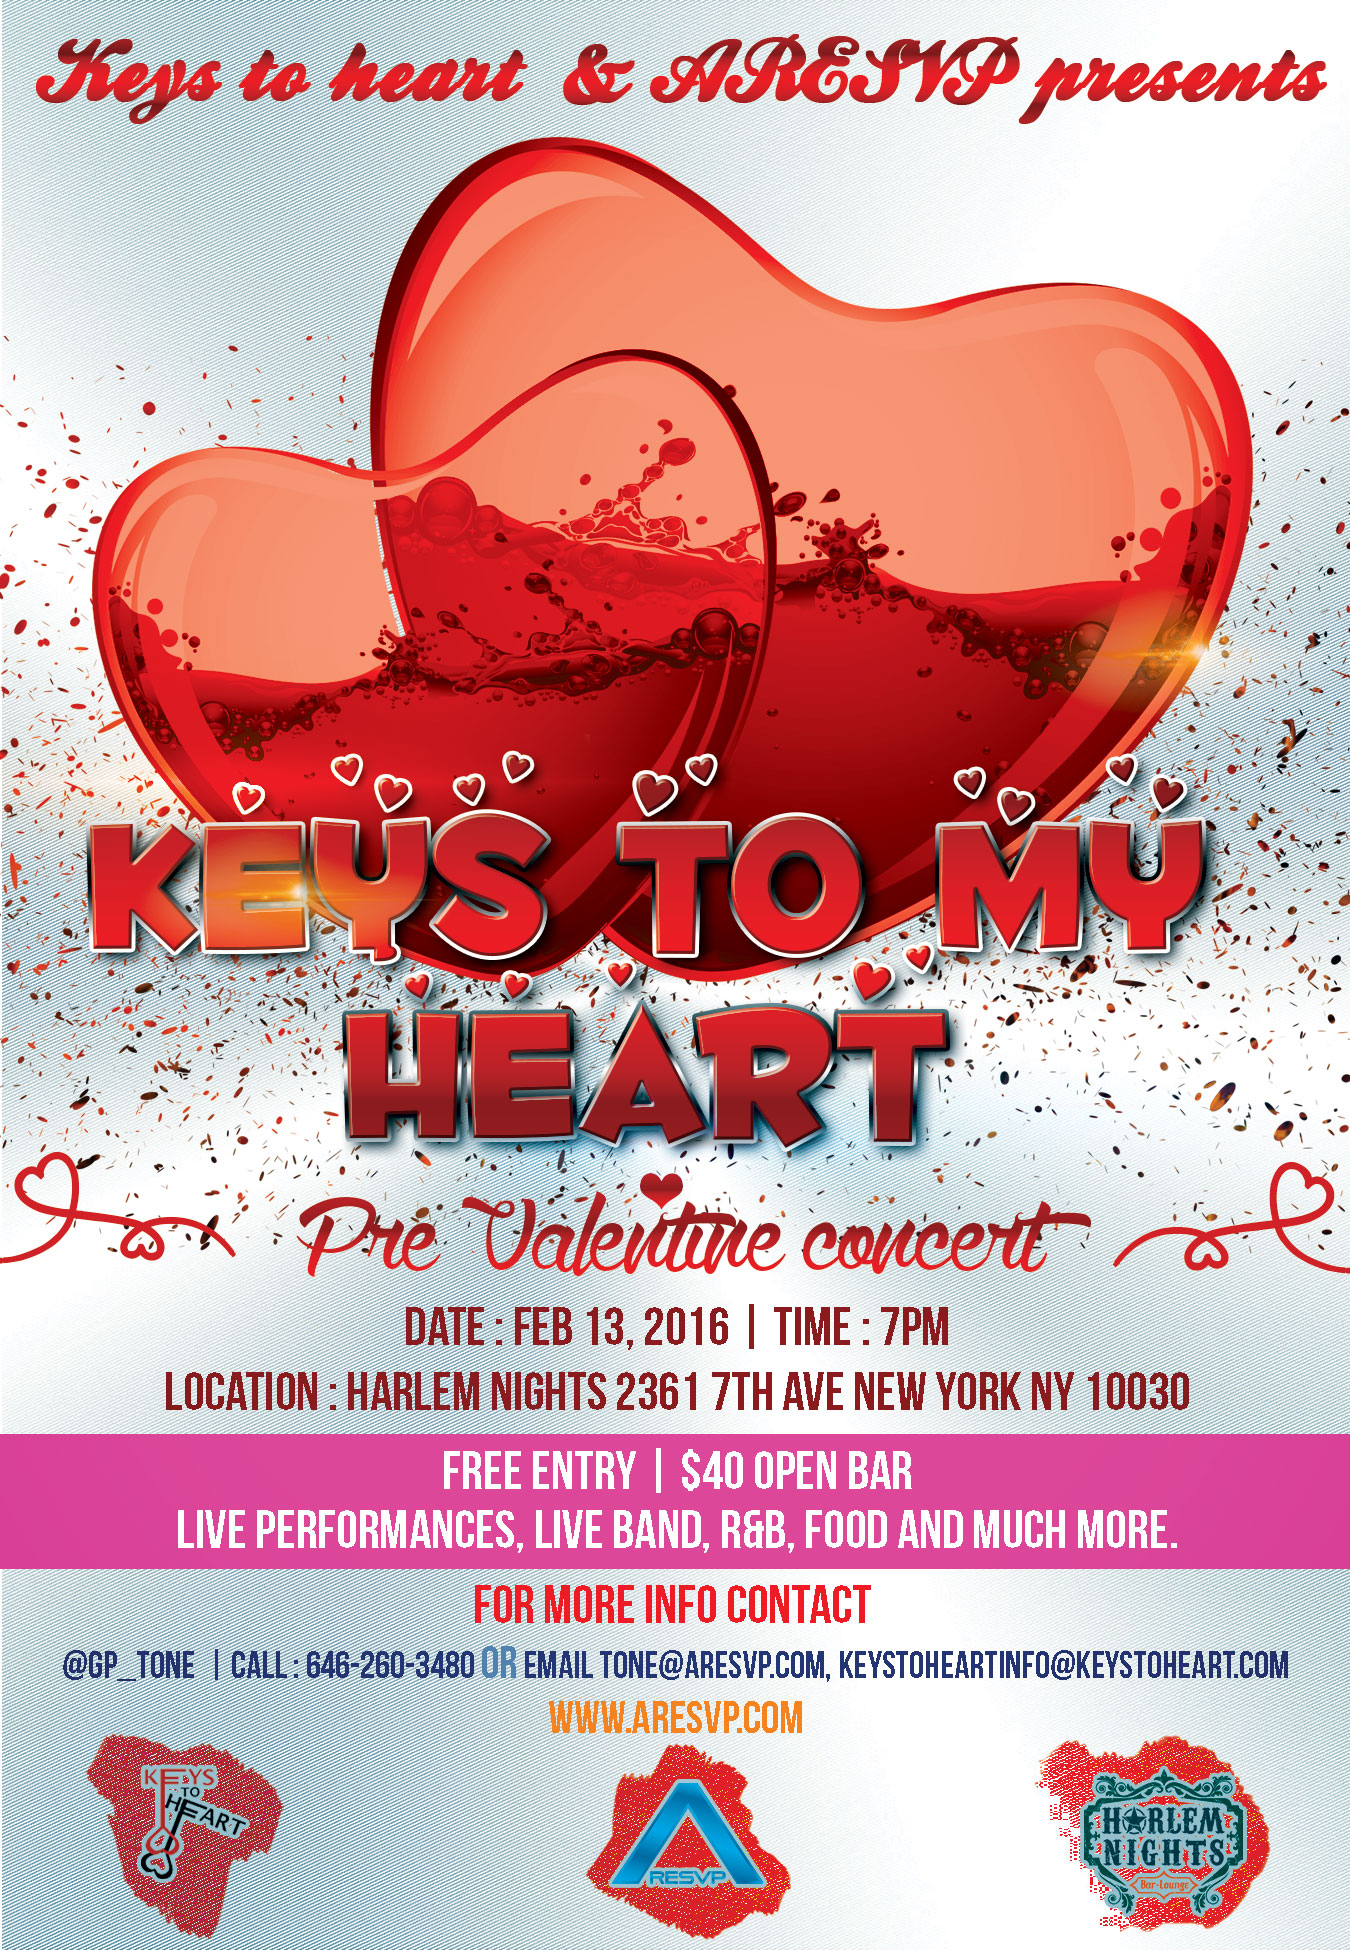 Keys to heart & ARESVP presents
KEYS TO MY
HEART
Pre Valentine concert
DATE : FEB 13, 2016 | TIME : 7PM
LOCATION : HARLEM NIGHTS 2361 7TH AVE NEW YORK NY 10030
FREE ENTRY | $40 OPEN BAR
LIVE PERFORMANCES, LIVE BAND, R&B, FOOD AND MUCH MORE.
FOR MORE INFO CONTACT
@GP_TONE | CALL : 646-260-3480 OR EMAIL TONE@ARESVP.COM, KEYSTOHEARTINFO@KEYSTOHEART.COM
WWW.ARESVP.COM
KEYS
TO
HEART
ARESVP
HARLEM
NIGHTS
Bar-Lounge